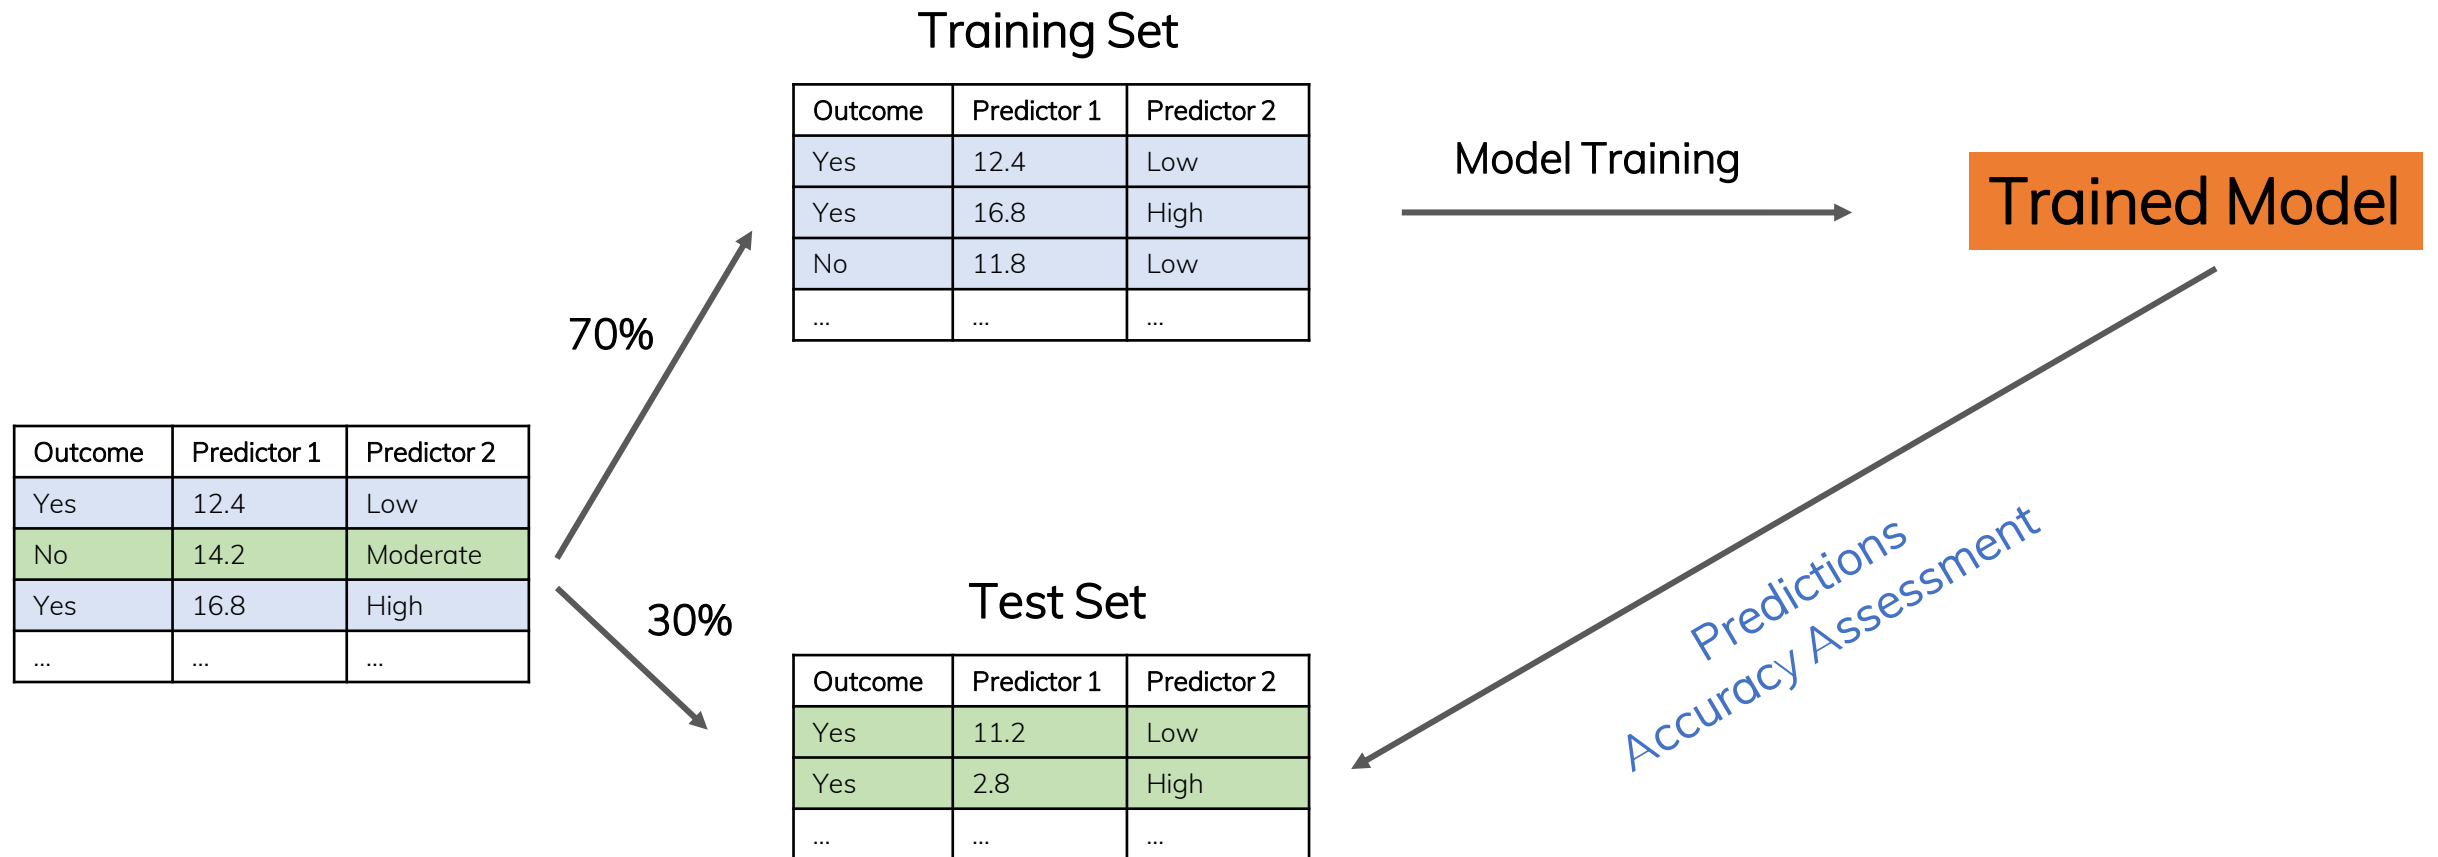 Training Set
Outcome Predictor 1 Predictor 2
Yes 12.4 Low
Yes 16.8 High
No 11.8 Low
... ... ...
Model Training
Trained Model
70%
Outcome Predictor 1 Predictor 2
Yes 12.4 Low
No 14.2 Moderate
Yes 16.8 High
... ... ...
30%
Test Set
Outcome Predictor 1 Predictor 2
Yes 11.2 Low
Yes 2.8 High
... ... ...
Predictions
Accuracy Assessment